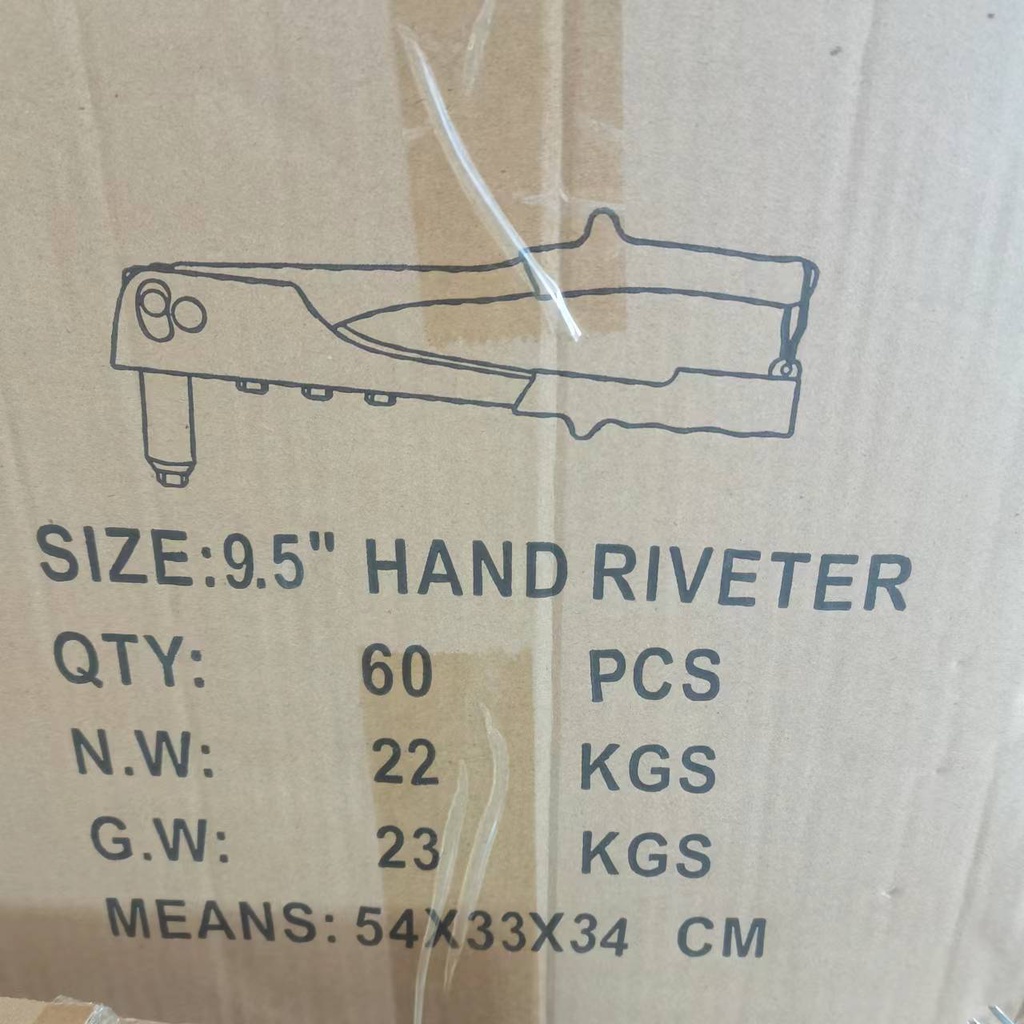 SIZE:9.5" HAND RIVETER
QTY: 60 PCS
N.W: 22 KGS
G.W: 23 KGS
MEANS: 54X33X34 CM